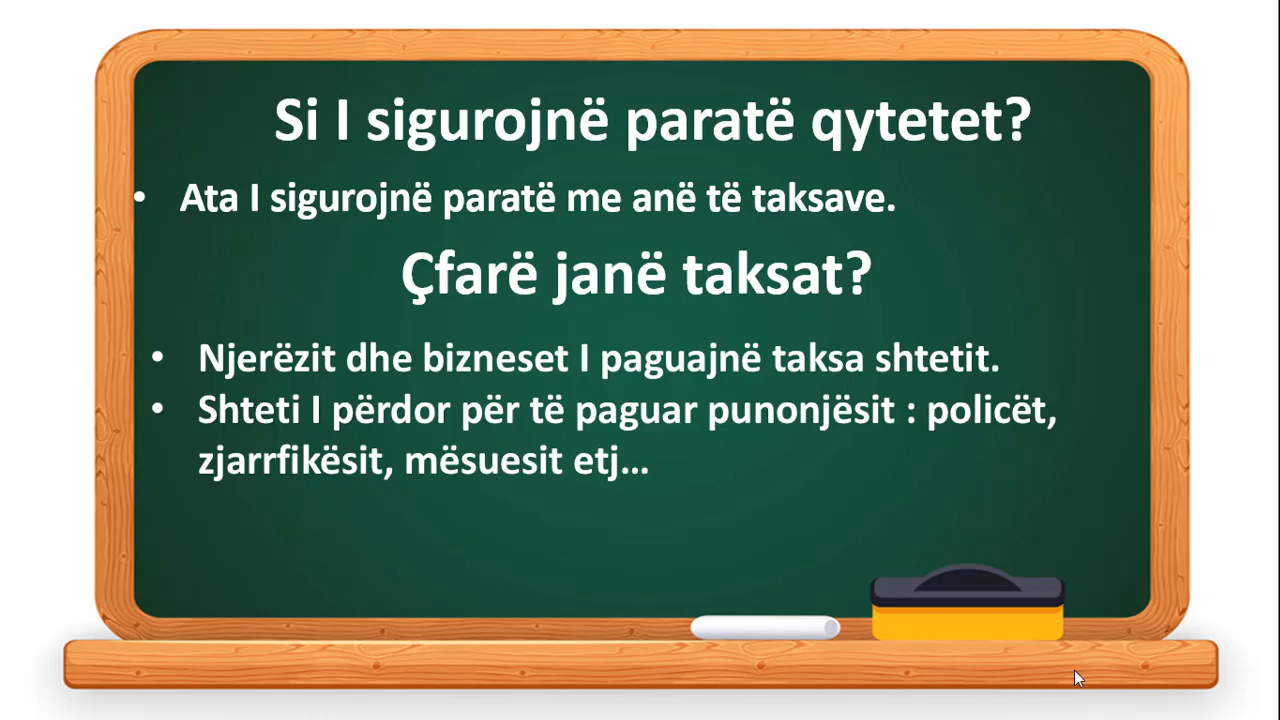 Si I sigurojnë paratë qytetet?
• Ata I sigurojnë paratë me anë të taksave.
Çfarë janë taksat?
• Njerëzit dhe bizneset I paguajnë taksa shtetit.
• Shteti I përdor për të paguar punonjësit : policët,
zjarrfikësit, mësuesit etj...